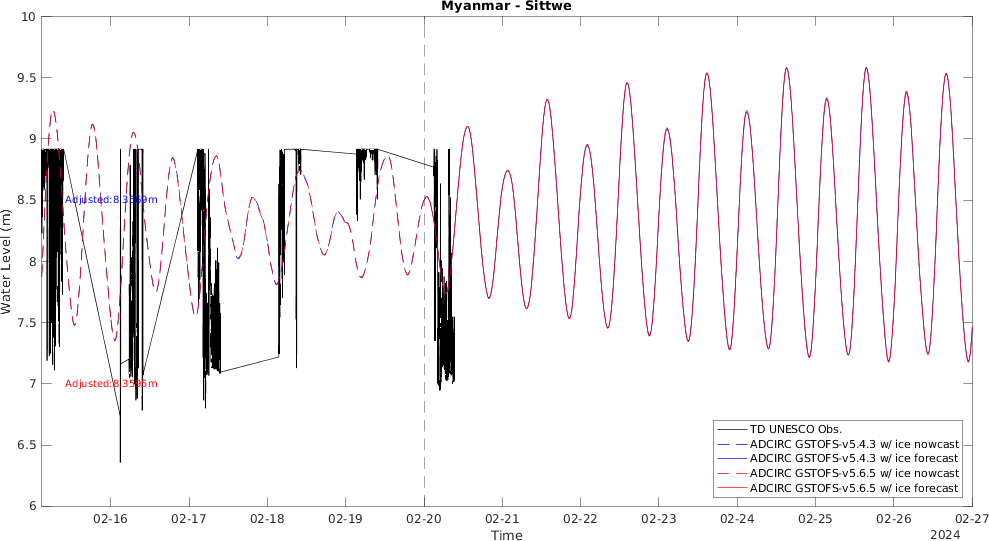 Myanmar - Sittwe
10
9.5
9
8.5
8
7.5
7
6.5
6
Water Level (m)
Adjusted:8.3569m
Adjusted:8.3595m
TD UNESCO Obs.
ADCIRC GSTOFS-v5.4.3 w/ ice nowcast
ADCIRC GSTOFS-v5.4.3 w/ ice forecast
ADCIRC GSTOFS-v5.6.5 w/ ice nowcast
ADCIRC GSTOFS-v5.6.5 w/ ice forecast
02-16 02-17 02-18 02-19 02-20 02-21 02-22 02-23 02-24 02-25 02-26 02-27
Time
2024